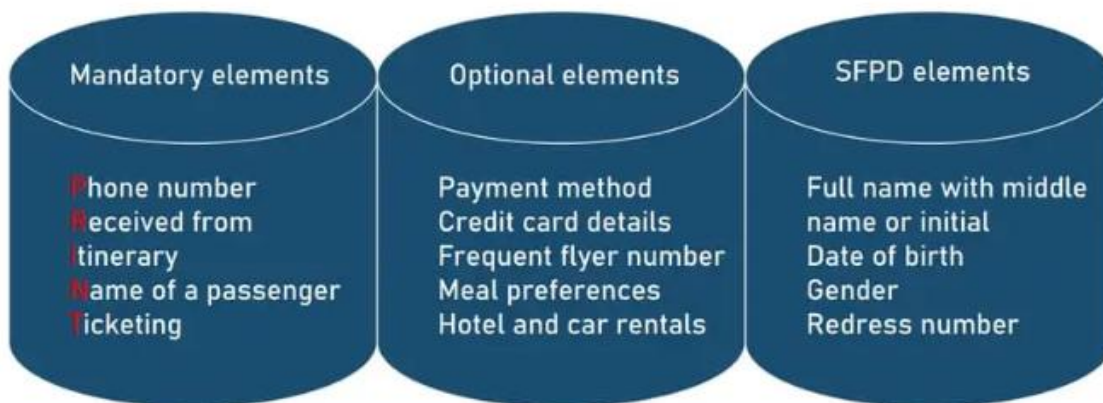 Mandatory elements
Phone number
Received from
Itinerary
Name of a passenger
Ticketing
Optional elements
Payment method
Credit card details
Frequent flyer number
Meal preferences
Hotel and car rentals
SFPD elements
Full name with middle
name or initial
Date of birth
Gender
Redress number